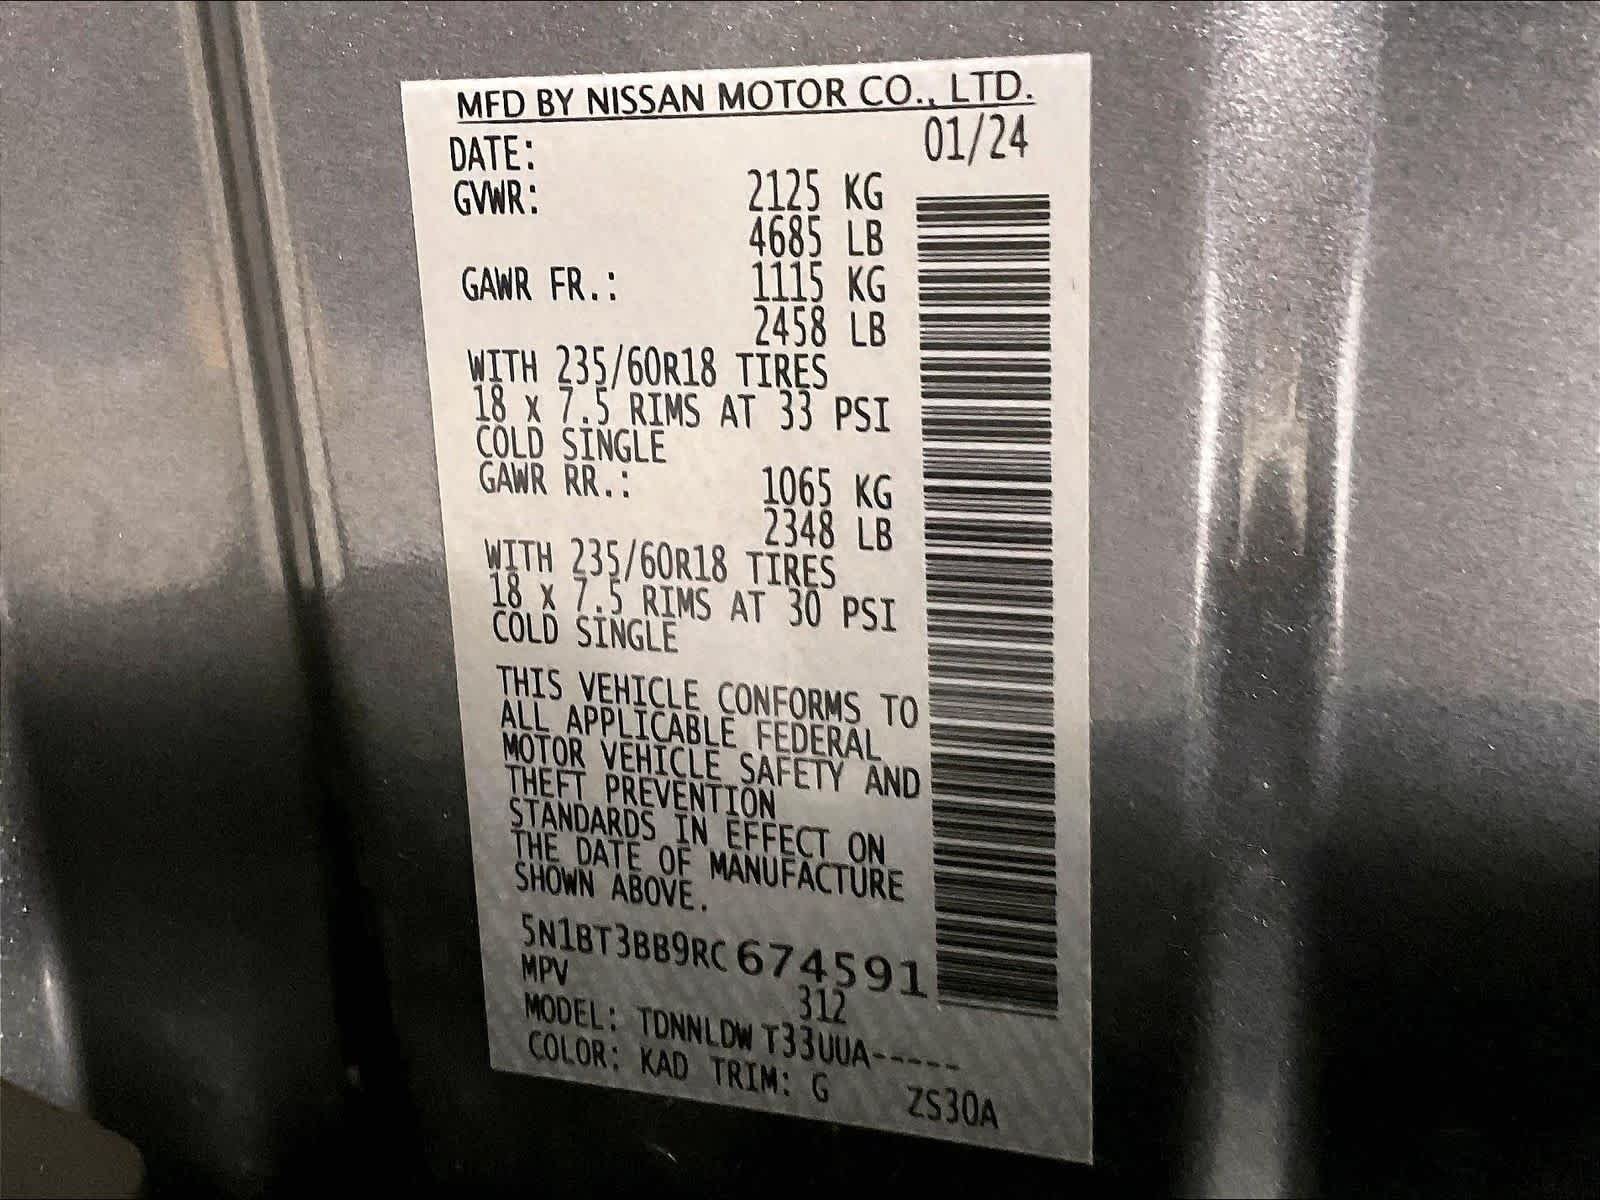 MFD BY NISSAN MOTOR CO., LTD.
DATE: 01/24
GVWR: 2125 KG
4685 LB
GAWR FR.: 1115 KG
2458 LB
WITH 235/60R18 TIRES
18 x 7.5 RIMS AT 33 PSI
COLD SINGLE
GAWR RR.: 1065 KG
2348 LB
WITH 235/60R18 TIRES
18 x 7.5 RIMS AT 30 PSI
COLD SINGLE
THIS VEHICLE CONFORMS TO
ALL APPLICABLE FEDERAL
MOTOR VEHICLE SAFETY AND
THEFT PREVENTION
STANDARDS IN EFFECT ON
THE DATE OF MANUFACTURE
SHOWN ABOVE.
5N1BT3BB9RC674591
MPV 312
MODEL: TDNNLDW T33UUA-----
COLOR: KAD TRIM: G ZS30A